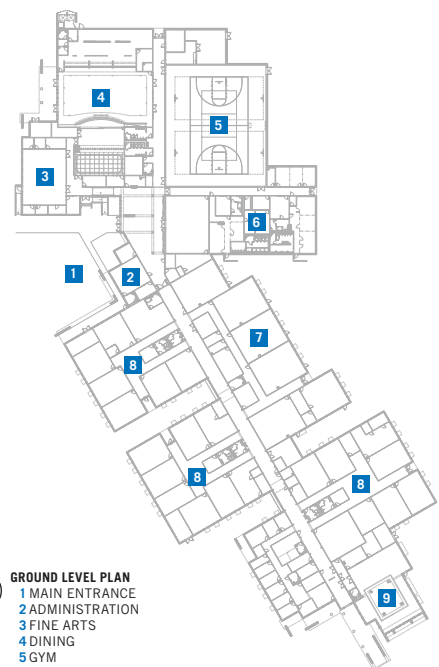 4
5
3
6
1
2
7
8
8
8
9
GROUND LEVEL PLAN
1 MAIN ENTRANCE
2 ADMINISTRATION
3 FINE ARTS
4 DINING
5 GYM